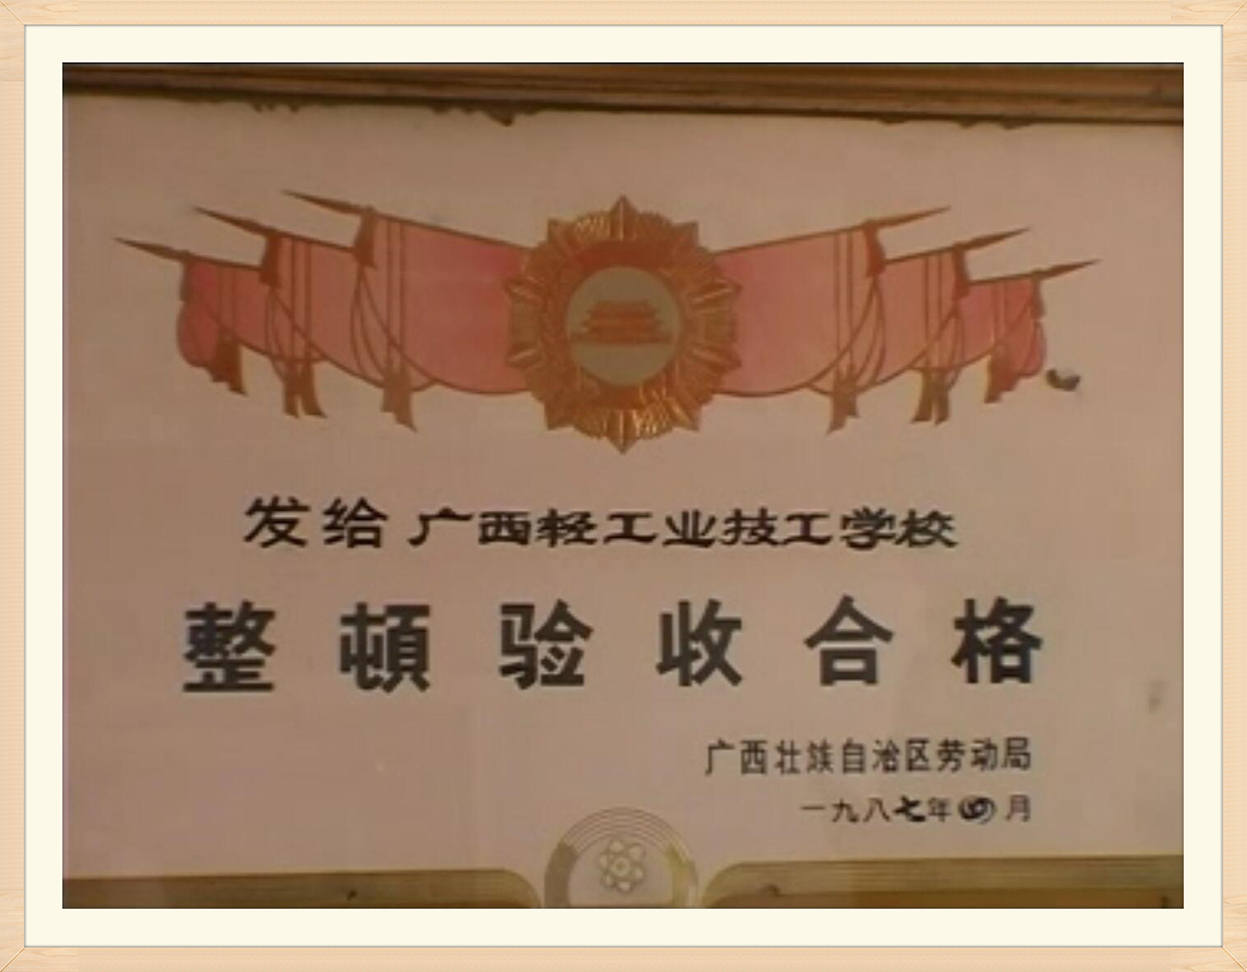 发给 广西轻工业技工学校
整頓验收合格
广西壮族自治区劳动局
一九八七年四月